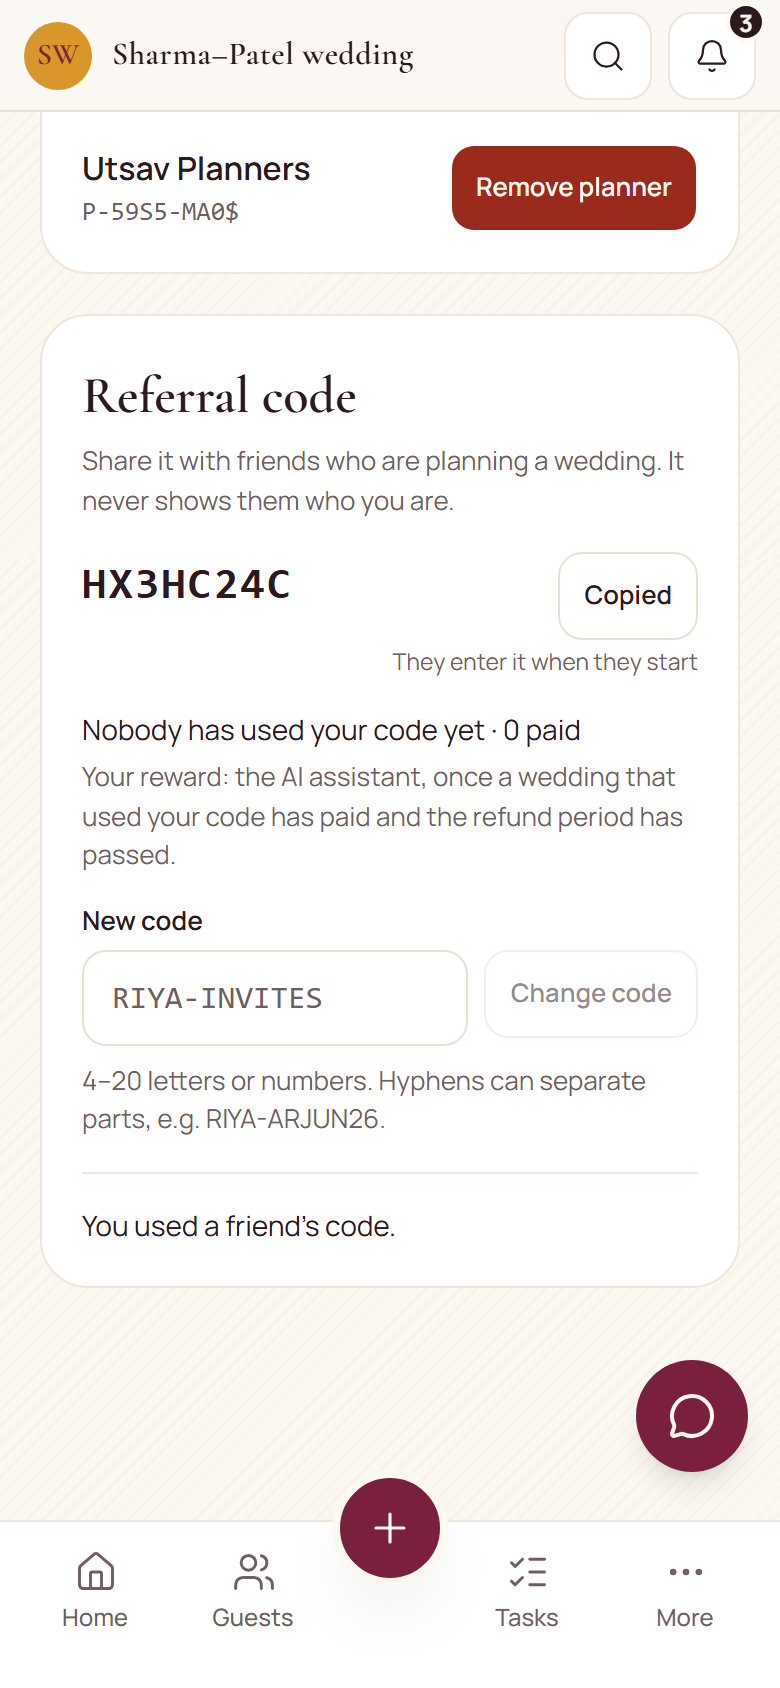 SW
Sharma–Patel wedding
3
Utsav Planners
P-59S5-MA0$
Remove planner
Referral code
Share it with friends who are planning a wedding. It
never shows them who you are.
HX3HC24C
Copied
They enter it when they start
Nobody has used your code yet · 0 paid
Your reward: the AI assistant, once a wedding that
used your code has paid and the refund period has
passed.
New code
RIYA-INVITES
Change code
4–20 letters or numbers. Hyphens can separate
parts, e.g. RIYA-ARJUN26.
You used a friend’s code.
Home
Guests
Tasks
More